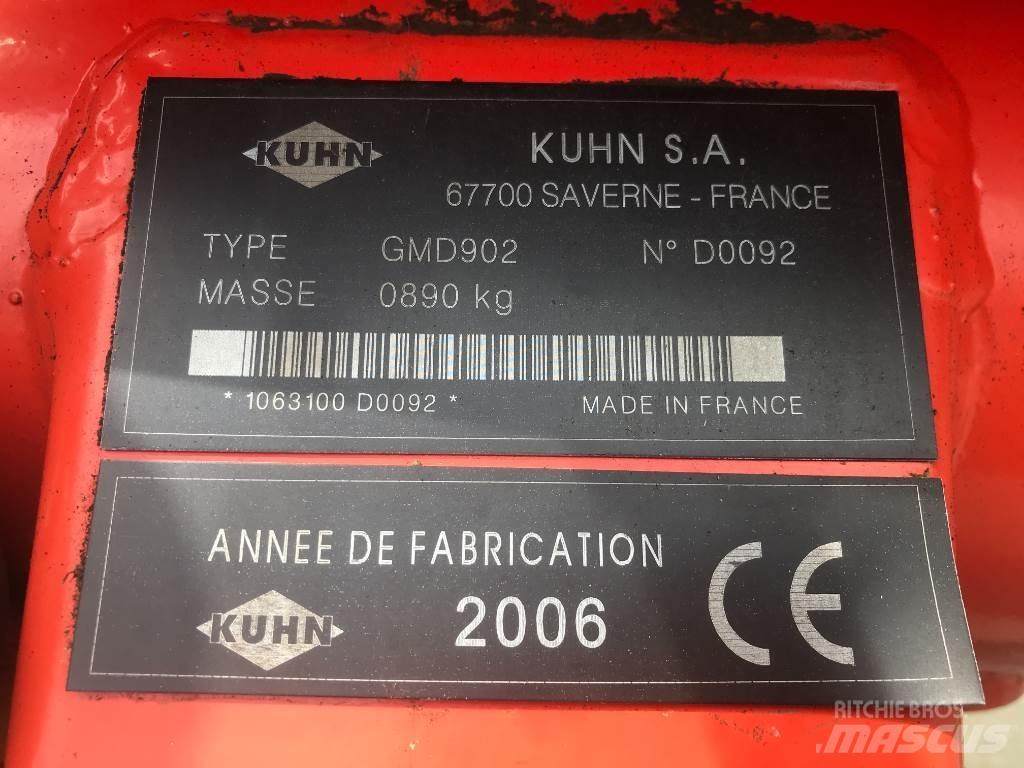 KUHN
KUHN S.A.
67700 SAVERNE - FRANCE
TYPE GMD902 N° D0092
MASSE 0890 kg
* 1063100 D0092 * MADE IN FRANCE
ANNEE DE FABRICATION
KUHN 2006 CE
RITCHIE BROS
MASCUS